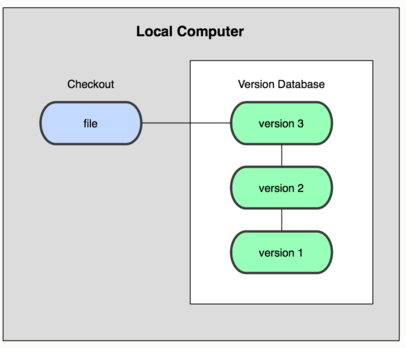 Local Computer
Checkout
Version Database
file
version 3
version 2
version 1